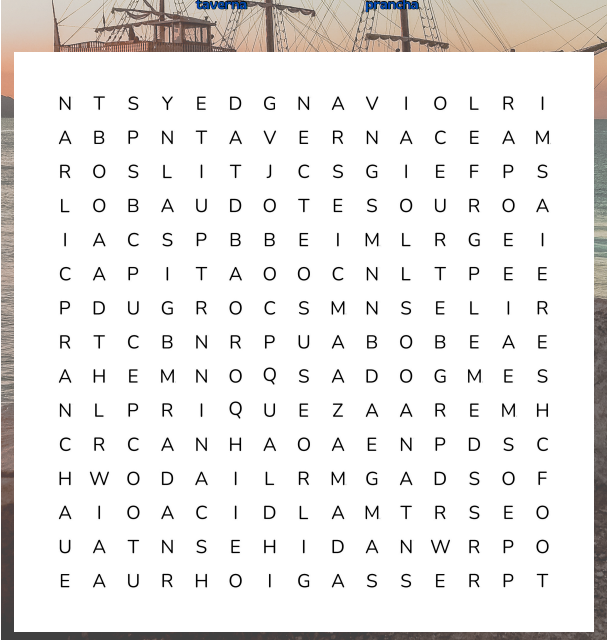 taverna prancha
N T S Y E D G N A V I O L R I
A B P N T A V E R N A C E A M
R O S L I T J C S G I E F P S
L O B A U D O T E S O U R O A
I A C S P B B E I M L R G E I
C A P I T A O O C N L T P E E
P D U G R O C S M N S E L I R
R T C B N R P U A B O B E A E
A H E M N O Q S A D O G M E S
N L P R I Q U E Z A A R E M H
C R C A N H A O A E N P D S C
H W O D A I L R M G A D S O F
A I O A C I D L A M T R S E O
U A T N S E H I D A N W R P O
E A U R H O I G A S S E R P T